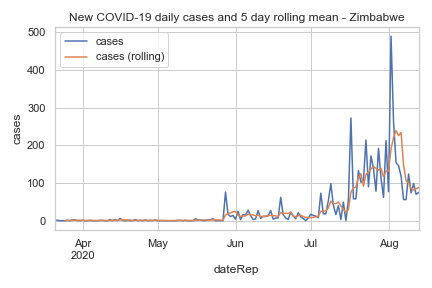 New COVID-19 daily cases and 5 day rolling mean - Zimbabwe
cases
cases (rolling)
500
400
300
200
100
0
cases
Apr
2020
May
Jun
Jul
Aug
dateRep